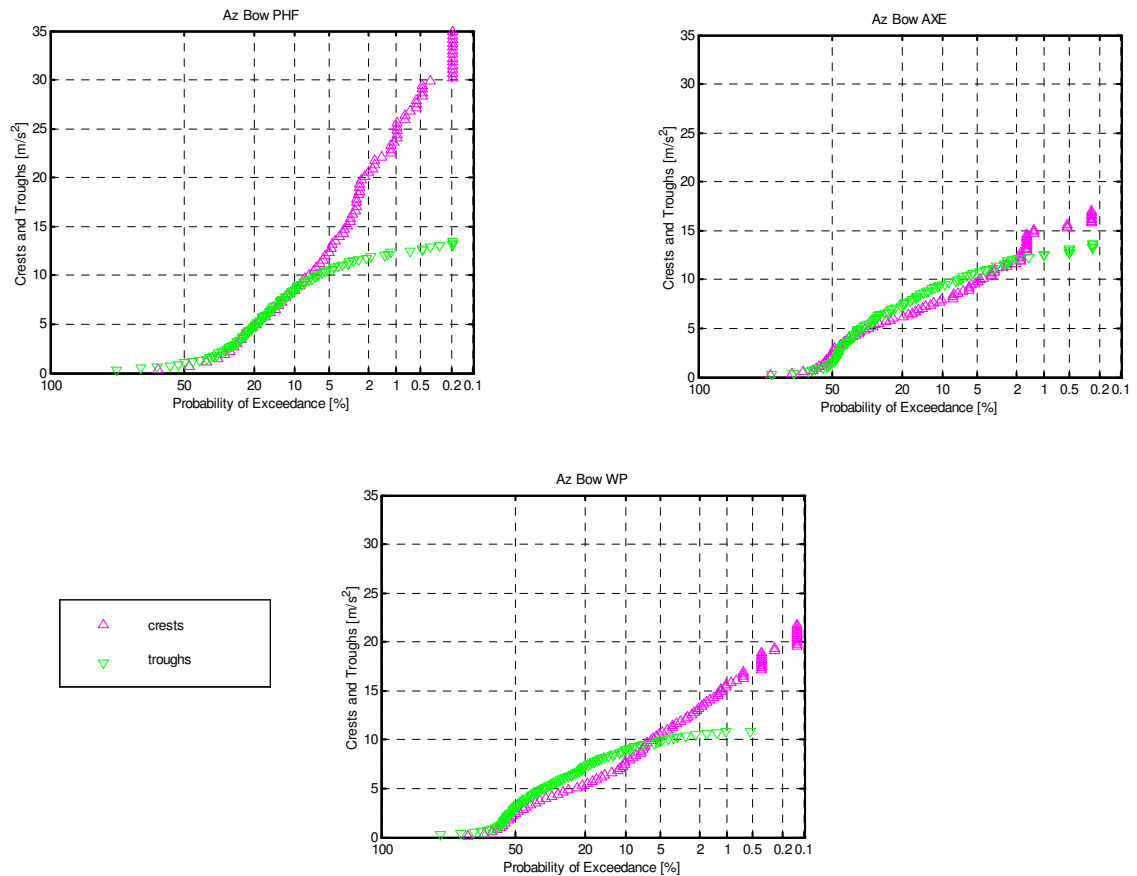 Az Bow PHF
35
30
25
20
15
10
5
0
Crests and Troughs [m/s²]
100 50 20 10 5 2 1 0.5 0.2 0.1
Probability of Exceedance [%]
Az Bow AXE
35
30
25
20
15
10
5
0
Crests and Troughs [m/s²]
100 50 20 10 5 2 1 0.5 0.2 0.1
Probability of Exceedance [%]
Az Bow WP
35
30
25
20
15
10
5
0
Crests and Troughs [m/s²]
100 50 20 10 5 2 1 0.5 0.2 0.1
Probability of Exceedance [%]
crests
troughs